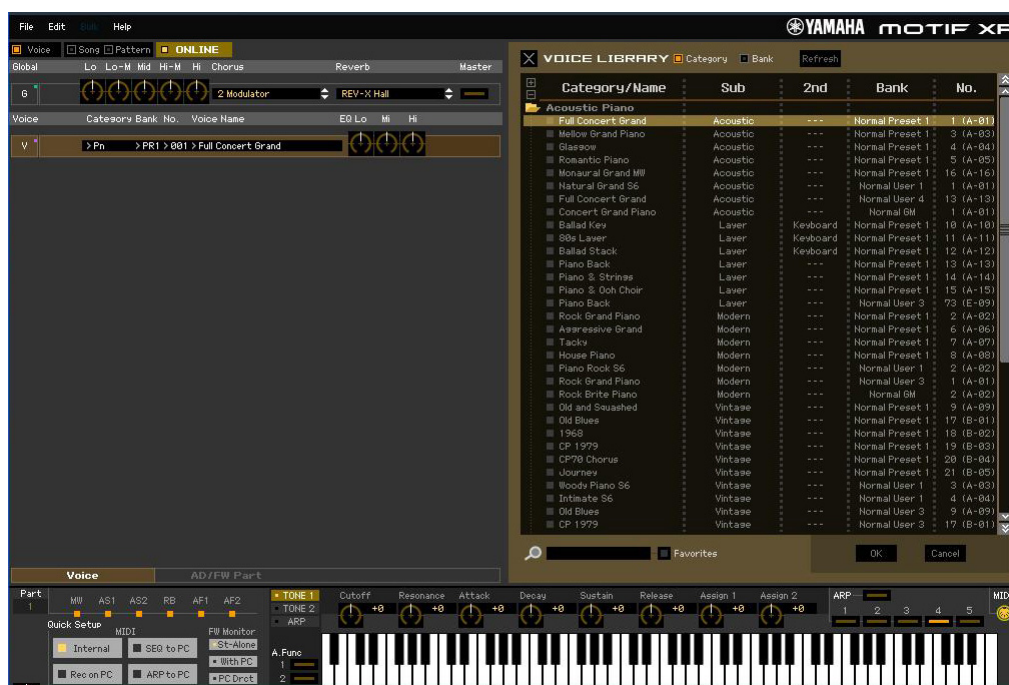 File Edit Bulk Help
YAMAHA MOTIF XF
Voice Song Pattern ONLINE
Global Lo Lo-M Mid Hi-M Hi Chorus Reverb Master
G 2 Modulator REV-X Hall
Voice Category Bank No. Voice Name EQ Lo Mi Hi
V >Pn >PR1 >001 >Full Concert Grand
VOICE LIBRARY Category Bank Refresh
Category/Name Sub 2nd Bank No.
Acoustic Piano
Full Concert Grand Acoustic --- Normal Preset 1 1 (A-01)
Mellow Grand Piano Acoustic --- Normal Preset 1 3 (A-03)
Glasgow Acoustic --- Normal Preset 1 4 (A-04)
Romantic Piano Acoustic --- Normal Preset 1 5 (A-05)
Monaural Grand MW Acoustic --- Normal Preset 1 16 (A-16)
Natural Grand S6 Acoustic --- Normal User 1 1 (A-01)
Full Concert Grand Acoustic --- Normal User 4 13 (A-13)
Concert Grand Piano Acoustic --- Normal GM 1 (A-01)
Ballad Key Layer Keyboard Normal Preset 1 10 (A-10)
80s Layer Layer Keyboard Normal Preset 1 11 (A-11)
Ballad Stack Layer Keyboard Normal Preset 1 12 (A-12)
Piano Back Layer --- Normal Preset 1 13 (A-13)
Piano & Strings Layer --- Normal Preset 1 14 (A-14)
Piano & Ooh Choir Layer --- Normal Preset 1 15 (A-15)
Piano Back Layer --- Normal User 3 73 (E-09)
Rock Grand Piano Modern --- Normal Preset 1 2 (A-02)
Aggressive Grand Modern --- Normal Preset 1 6 (A-06)
Tacky Modern --- Normal Preset 1 7 (A-07)
House Piano Modern --- Normal Preset 1 8 (A-08)
Piano Rock S6 Modern --- Normal User 1 2 (A-02)
Rock Grand Piano Modern --- Normal User 3 1 (A-01)
Rock Brite Piano Modern --- Normal GM 2 (A-02)
Old and Squashed Vintage --- Normal Preset 1 9 (A-09)
Old Blues Vintage --- Normal Preset 1 17 (B-01)
1968 Vintage --- Normal Preset 1 18 (B-02)
CP 1979 Vintage --- Normal Preset 1 19 (B-03)
CP70 Chorus Vintage --- Normal Preset 1 20 (B-04)
Journey Vintage --- Normal Preset 1 21 (B-05)
Woody Piano S6 Vintage --- Normal User 1 3 (A-03)
Intimate S6 Vintage --- Normal User 1 4 (A-04)
Old Blues Vintage --- Normal User 3 9 (A-09)
CP 1979 Vintage --- Normal User 3 17 (B-01)
Favorites OK Cancel
Voice AD/FW Part
Part MW AS1 AS2 RB AF1 AF2
1
Quick Setup MIDI FW Monitor
Internal SEQ to PC St-Alone
With PC
Rec on PC ARP to PC PC Drct
TONE 1 Cutoff Resonance Attack Decay Sustain Release Assign 1 Assign 2 ARP MID
TONE 2 +0 +0 +0 +0 +0 +0 +0 +0 1 2 3 4 5
ARP
A.Func
1
2